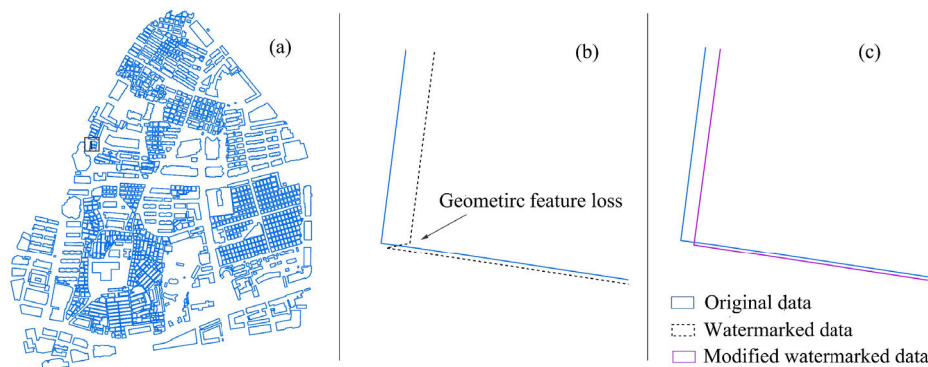 (a)
(b)
(c)
Geometirc feature loss
Original data
Watermarked data
Modified watermarked data